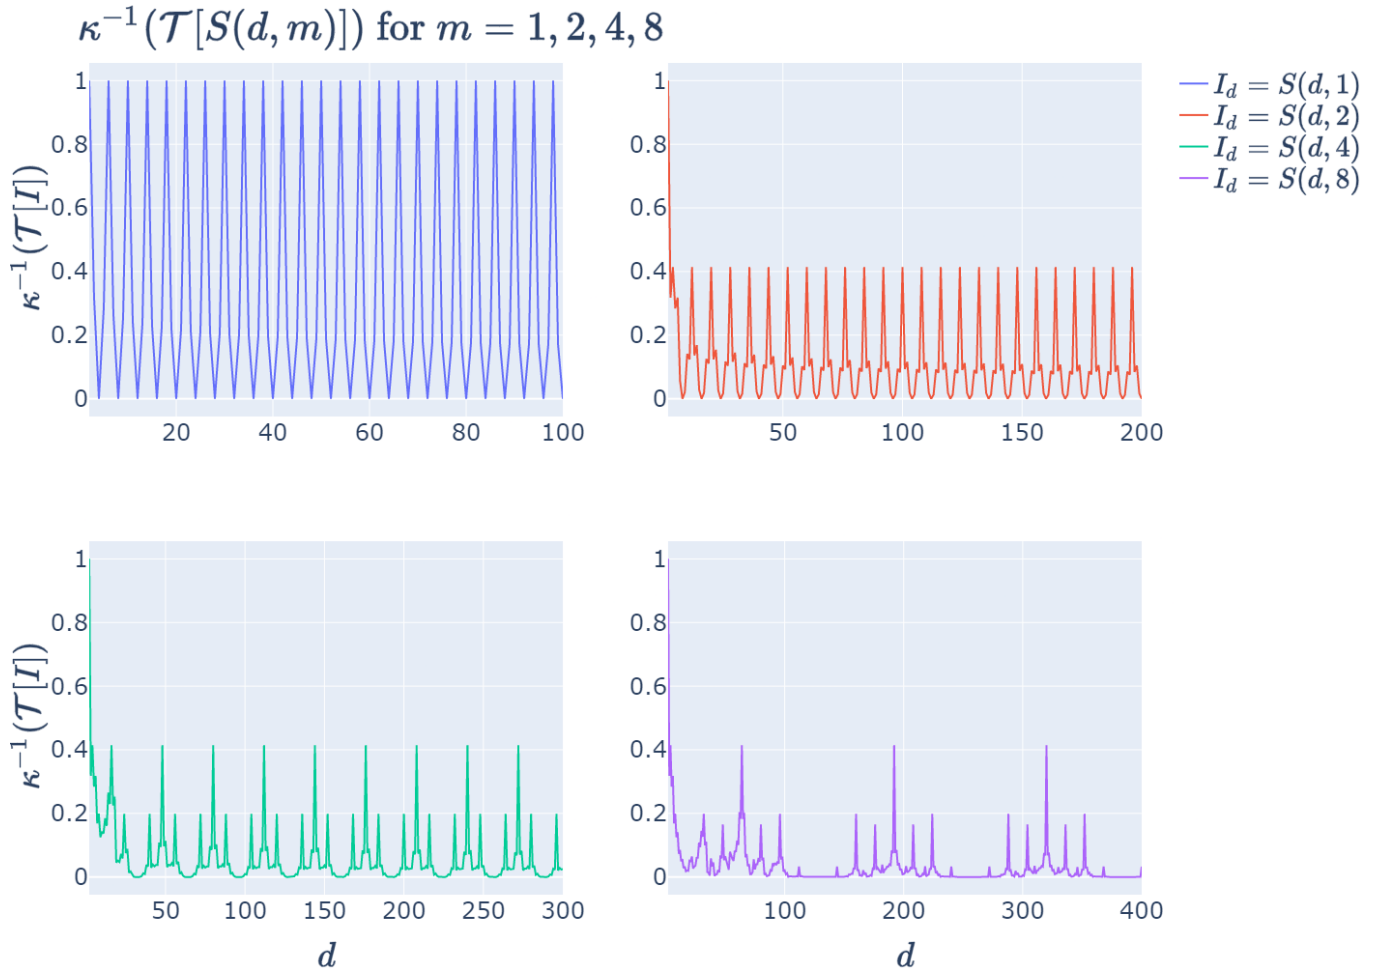 κ⁻¹(𝒯[S(d, m)]) for m = 1, 2, 4, 8
I_d = S(d, 1)
I_d = S(d, 2)
I_d = S(d, 4)
I_d = S(d, 8)
κ⁻¹(𝒯[I])
1
0.8
0.6
0.4
0.2
0
20 40 60 80 100
1
0.8
0.6
0.4
0.2
0
50 100 150 200
κ⁻¹(𝒯[I])
1
0.8
0.6
0.4
0.2
0
50 100 150 200 250 300
d
1
0.8
0.6
0.4
0.2
0
100 200 300 400
d